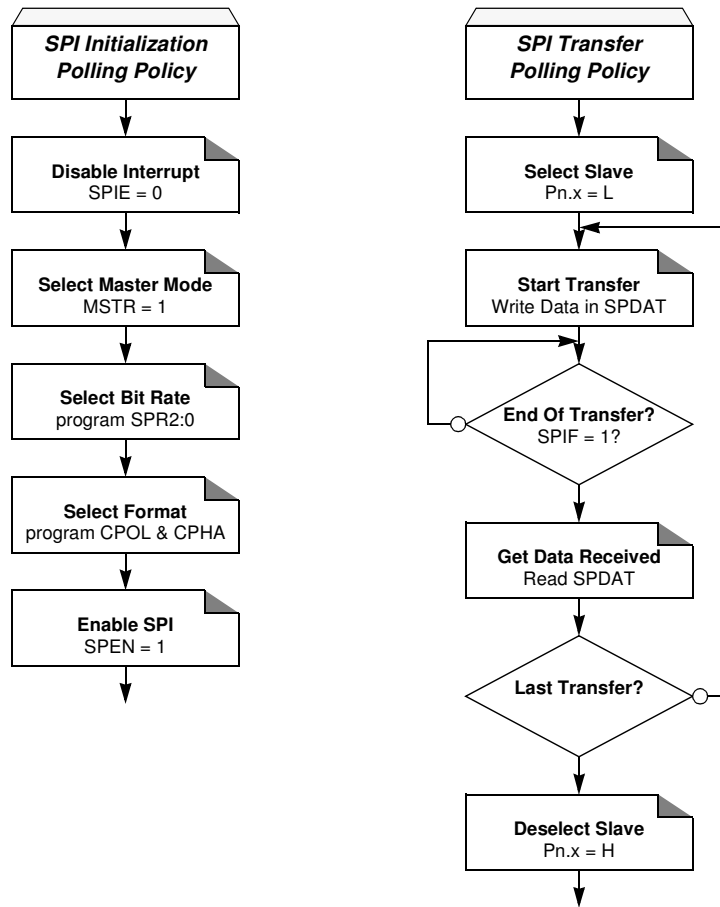 SPI Initialization
Polling Policy
Disable Interrupt
SPIE = 0
Select Master Mode
MSTR = 1
Select Bit Rate
program SPR2:0
Select Format
program CPOL & CPHA
Enable SPI
SPEN = 1
SPI Transfer
Polling Policy
Select Slave
Pn.x = L
Start Transfer
Write Data in SPDAT
End Of Transfer?
SPIF = 1?
Get Data Received
Read SPDAT
Last Transfer?
Deselect Slave
Pn.x = H